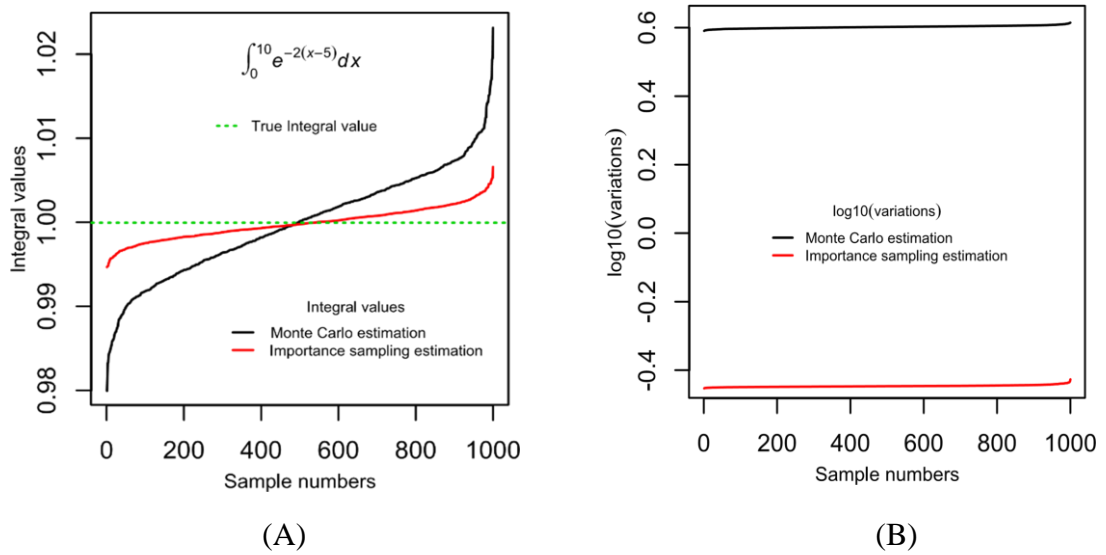 1.02
1.01
1.00
0.99
0.98
Integral values
∫₀¹⁰ e^{-2(x-5)}dx
True Integral value
Integral values
Monte Carlo estimation
Importance sampling estimation
0 200 400 600 800 1000
Sample numbers
(A)
0.6
0.4
0.2
0.0
-0.2
-0.4
log10(variations)
log10(variations)
Monte Carlo estimation
Importance sampling estimation
0 200 400 600 800 1000
Sample numbers
(B)